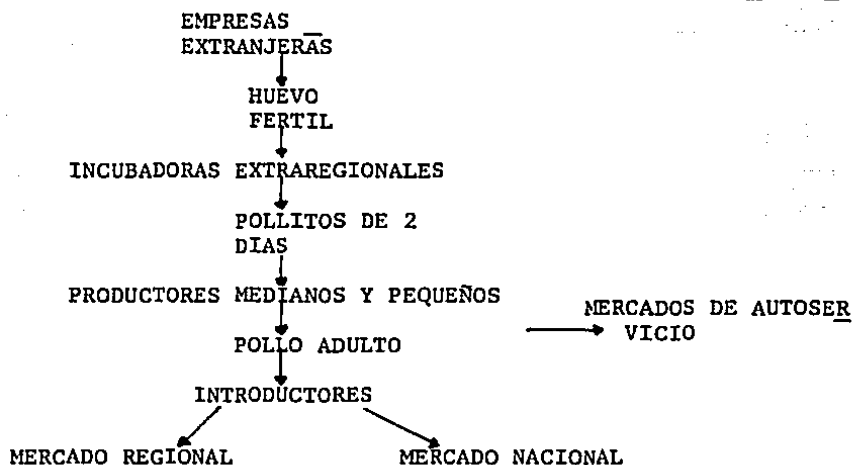 EMPRESAS
EXTRANJERAS
HUEVO
FERTIL
INCUBADORAS EXTRAREGIONALES
POLLITOS DE 2
DIAS
PRODUCTORES MEDIANOS Y PEQUEÑOS
MERCADOS DE AUTOSER
VICIO
POLLO ADULTO
INTRODUCTORES
MERCADO REGIONAL
MERCADO NACIONAL